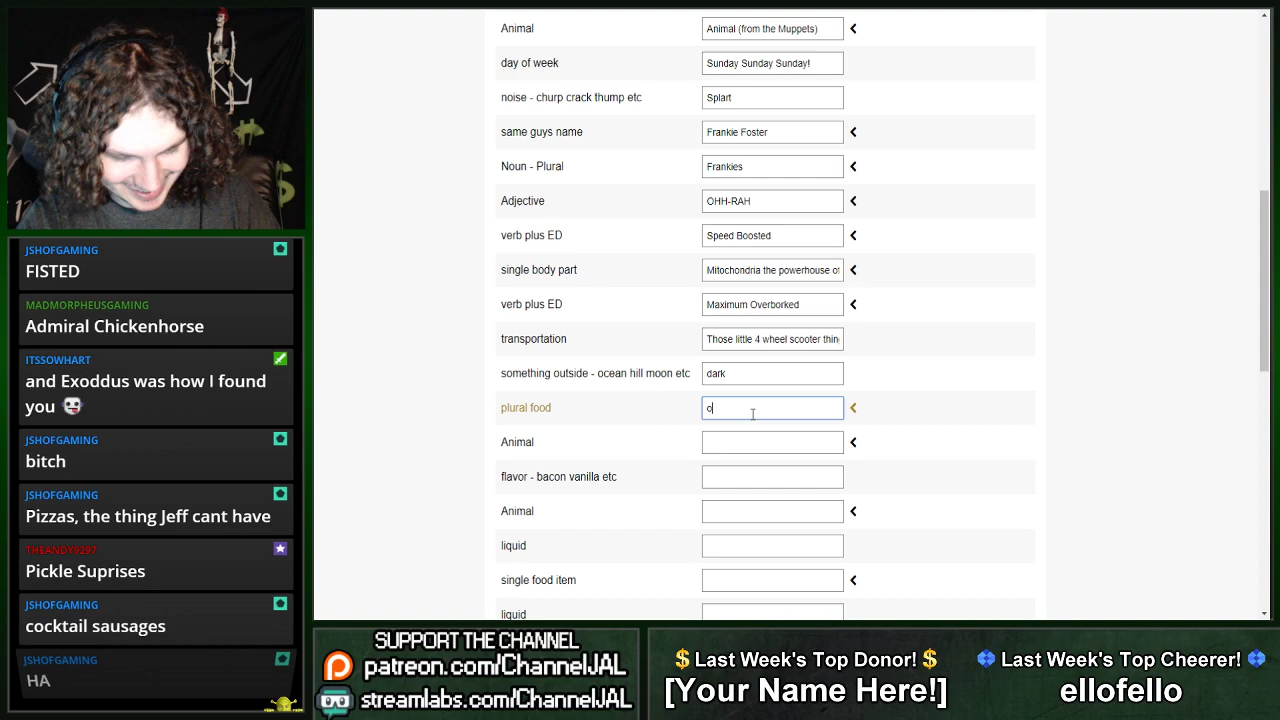 JSHOFGAMING
FISTED
MADMORPHEUSGAMING
Admiral Chickenhorse
ITSSOWHART
and Exoddus was how I found
you 👻
JSHOFGAMING
bitch
JSHOFGAMING
Pizzas, the thing Jeff cant have
THEANDY9297
Pickle Suprises
JSHOFGAMING
cocktail sausages
JSHOFGAMING
HA
Animal Animal (from the Muppets)
day of week Sunday Sunday Sunday!
noise - churp crack thump etc Splart
same guys name Frankie Foster
Noun - Plural Frankies
Adjective OHH-RAH
verb plus ED Speed Boosted
single body part Mitochondria the powerhouse of
verb plus ED Maximum Overborked
transportation Those little 4 wheel scooter thin
something outside - ocean hill moon etc dark
plural food o
Animal
flavor - bacon vanilla etc
Animal
liquid
single food item
liquid
SUPPORT THE CHANNEL
patreon.com/ChannelJAL
streamlabs.com/ChannelJAL
$ Last Week's Top Donor! $
[Your Name Here!]
Last Week's Top Cheerer!
ellofello